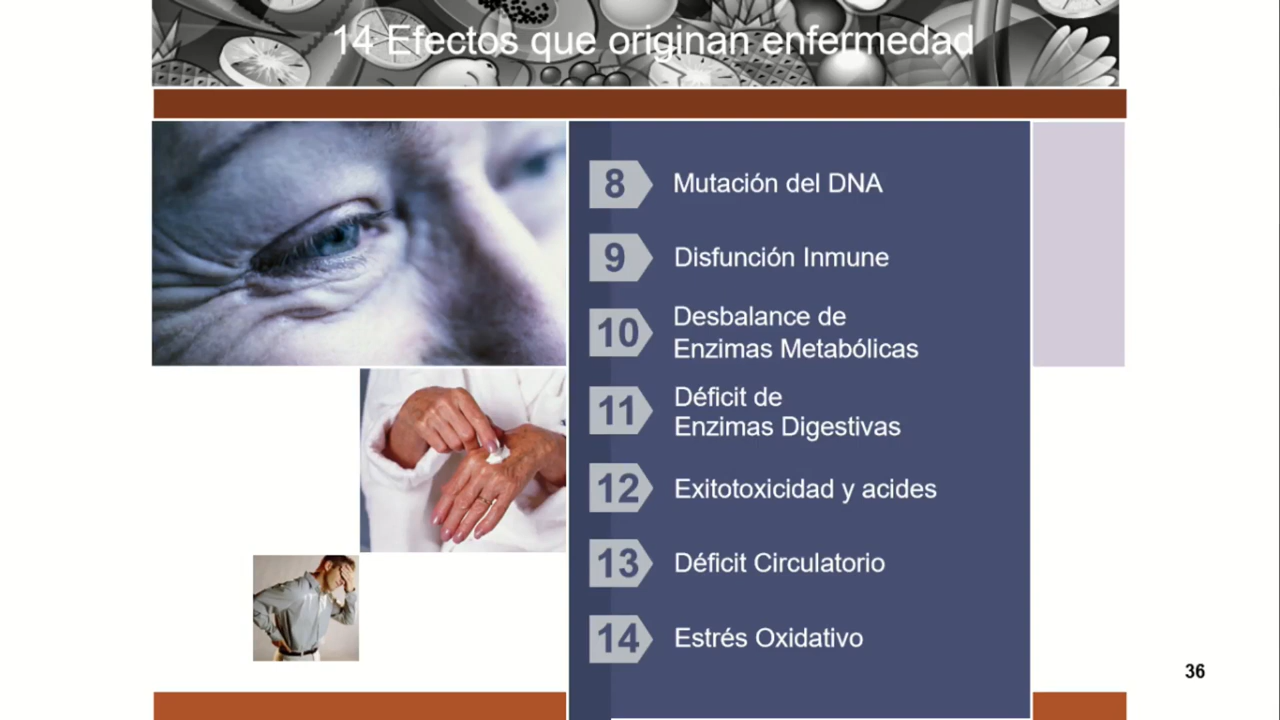 14 Efectos que originan enfermedad
8 Mutación del DNA
9 Disfunción Inmune
10 Desbalance de
Enzimas Metabólicas
11 Déficit de
Enzimas Digestivas
12 Exitotoxicidad y acides
13 Déficit Circulatorio
14 Estrés Oxidativo
36